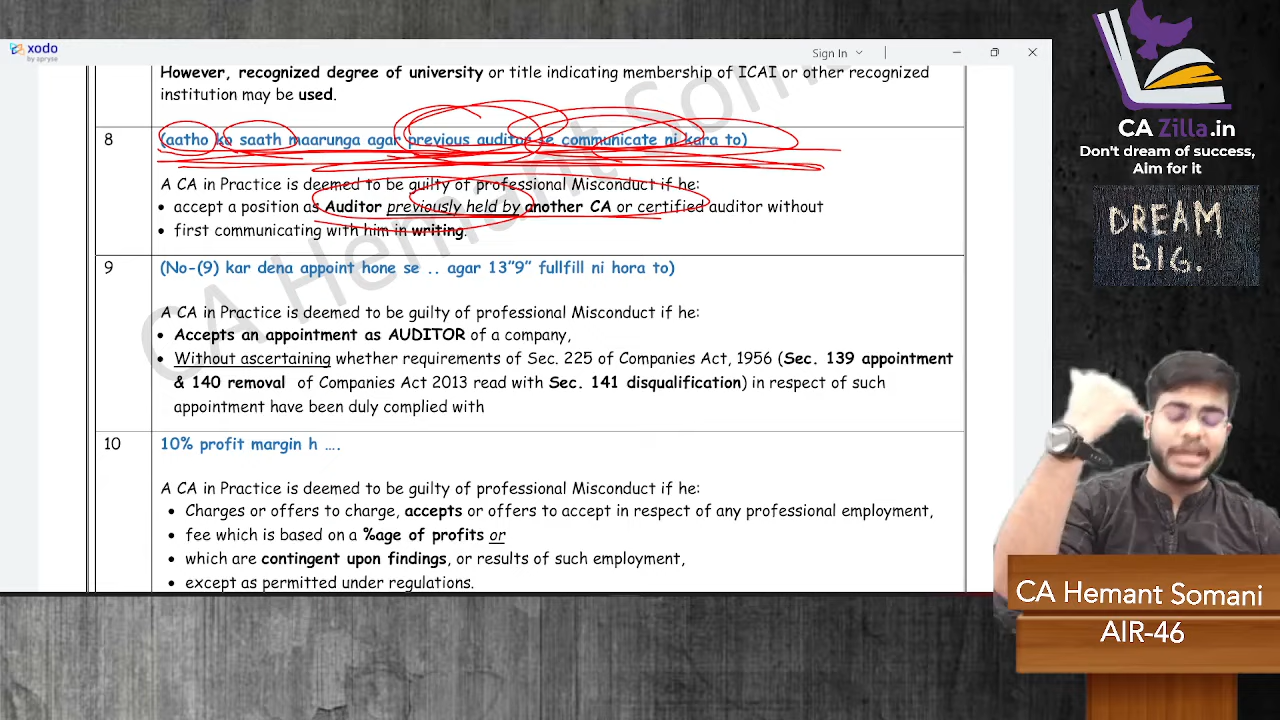 xodo
by apryse
Sign In
However, recognized degree of university or title indicating membership of ICAI or other recognized
institution may be used.
8
(aatho ko saath maarunga agar previous auditor se communicate ni kara to)
A CA in Practice is deemed to be guilty of professional Misconduct if he:
• accept a position as Auditor previously held by another CA or certified auditor without
• first communicating with him in writing.
9
(No-(9) kar dena appoint hone se .. agar 13”9” fullfill ni hora to)
A CA in Practice is deemed to be guilty of professional Misconduct if he:
• Accepts an appointment as AUDITOR of a company,
• Without ascertaining whether requirements of Sec. 225 of Companies Act, 1956 (Sec. 139 appointment
& 140 removal of Companies Act 2013 read with Sec. 141 disqualification) in respect of such
appointment have been duly complied with
10
10% profit margin h ….
A CA in Practice is deemed to be guilty of professional Misconduct if he:
• Charges or offers to charge, accepts or offers to accept in respect of any professional employment,
• fee which is based on a %age of profits or
• which are contingent upon findings, or results of such employment,
• except as permitted under regulations.
CA Hemant Soma
CA Zilla.in
Don't dream of success,
Aim for it
DREAM
BIG.
CA Hemant Somani
AIR-46